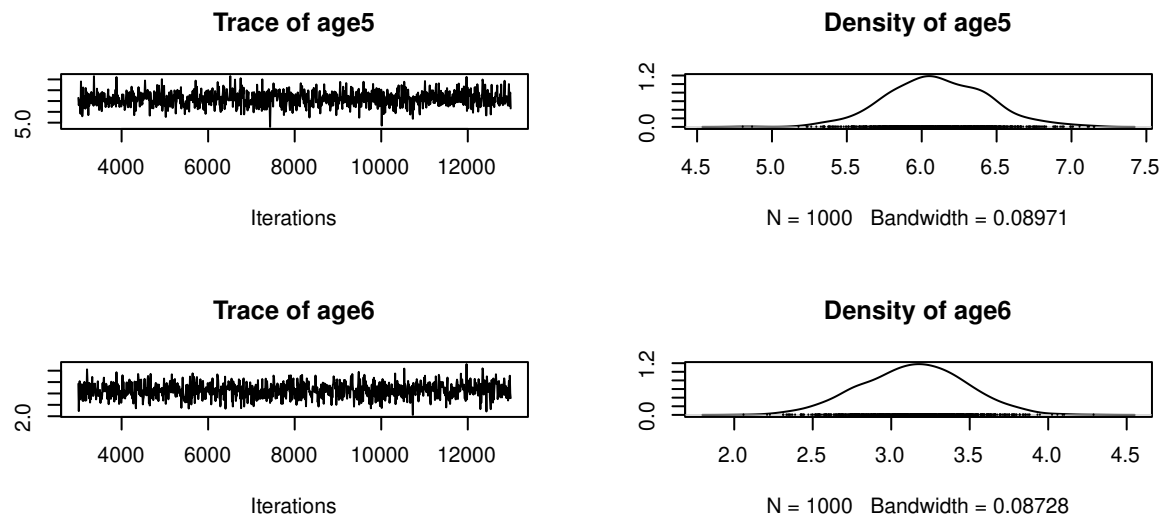 Trace of age5
5.0
4000 6000 8000 10000 12000
Iterations
Density of age5
1.2
0.0
4.5 5.0 5.5 6.0 6.5 7.0 7.5
N = 1000 Bandwidth = 0.08971
Trace of age6
2.0
4000 6000 8000 10000 12000
Iterations
Density of age6
1.2
0.0
2.0 2.5 3.0 3.5 4.0 4.5
N = 1000 Bandwidth = 0.08728